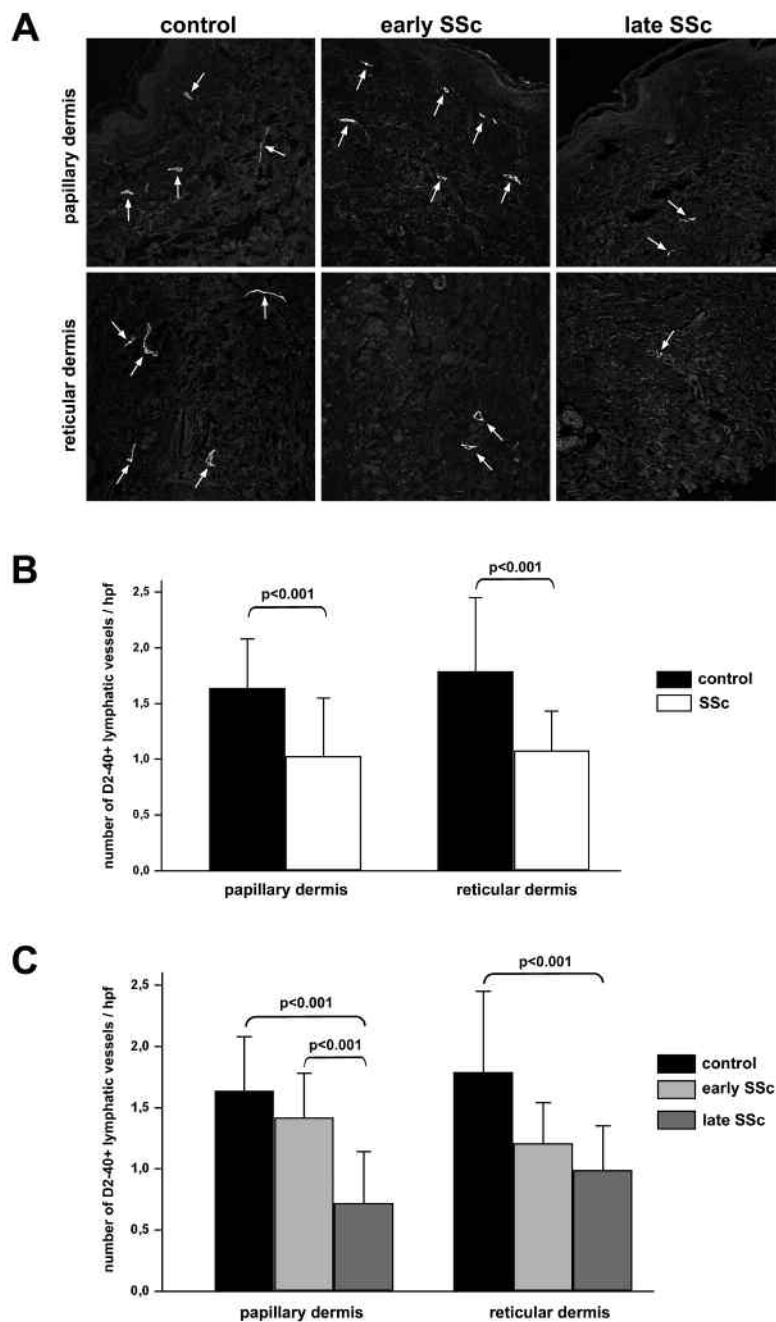 A
control
early SSc
late SSc
papillary dermis
reticular dermis
B
number of D2-40+ lymphatic vessels / hpf
2,5
2,0
1,5
1,0
0,5
0,0
p<0.001
p<0.001
papillary dermis
reticular dermis
control
SSc
C
number of D2-40+ lymphatic vessels / hpf
2,5
2,0
1,5
1,0
0,5
0,0
p<0.001
p<0.001
p<0.001
papillary dermis
reticular dermis
control
early SSc
late SSc